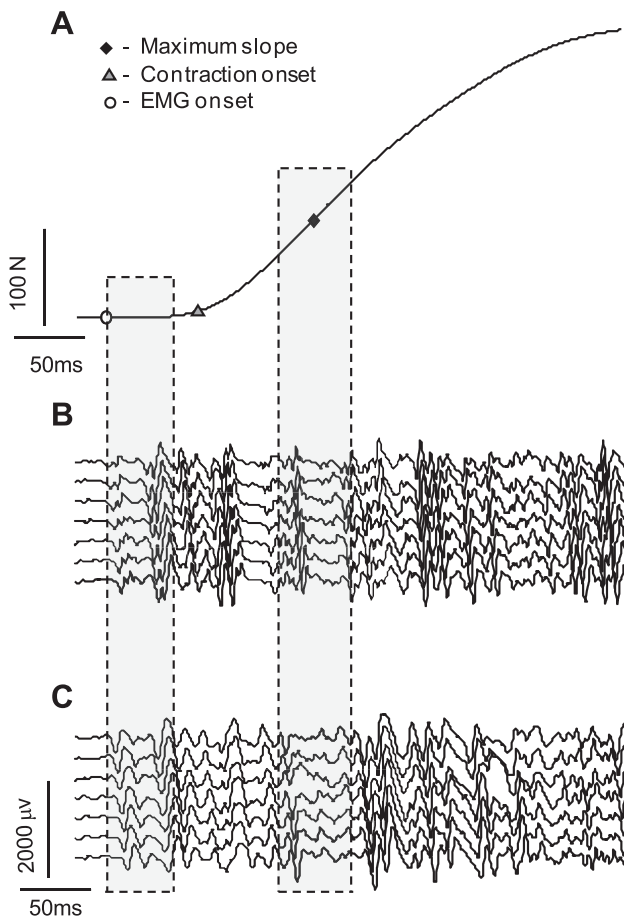 A
◆ - Maximum slope
△ - Contraction onset
○ - EMG onset
100 N
50ms
B
C
2000 μv
50ms